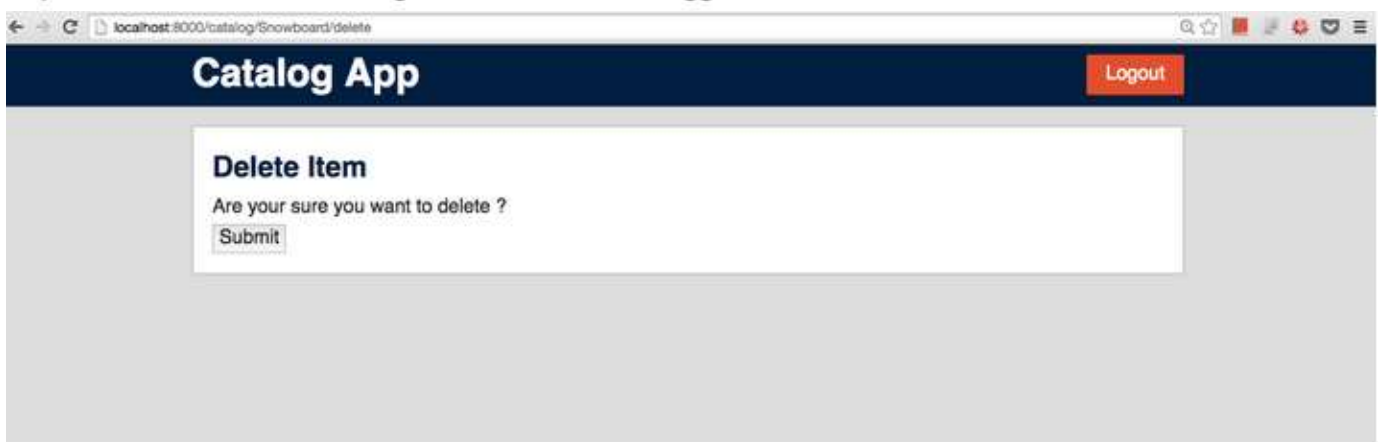 localhost:8000/catalog/Snowboard/delete
Catalog App
Logout
Delete Item
Are your sure you want to delete ?
Submit